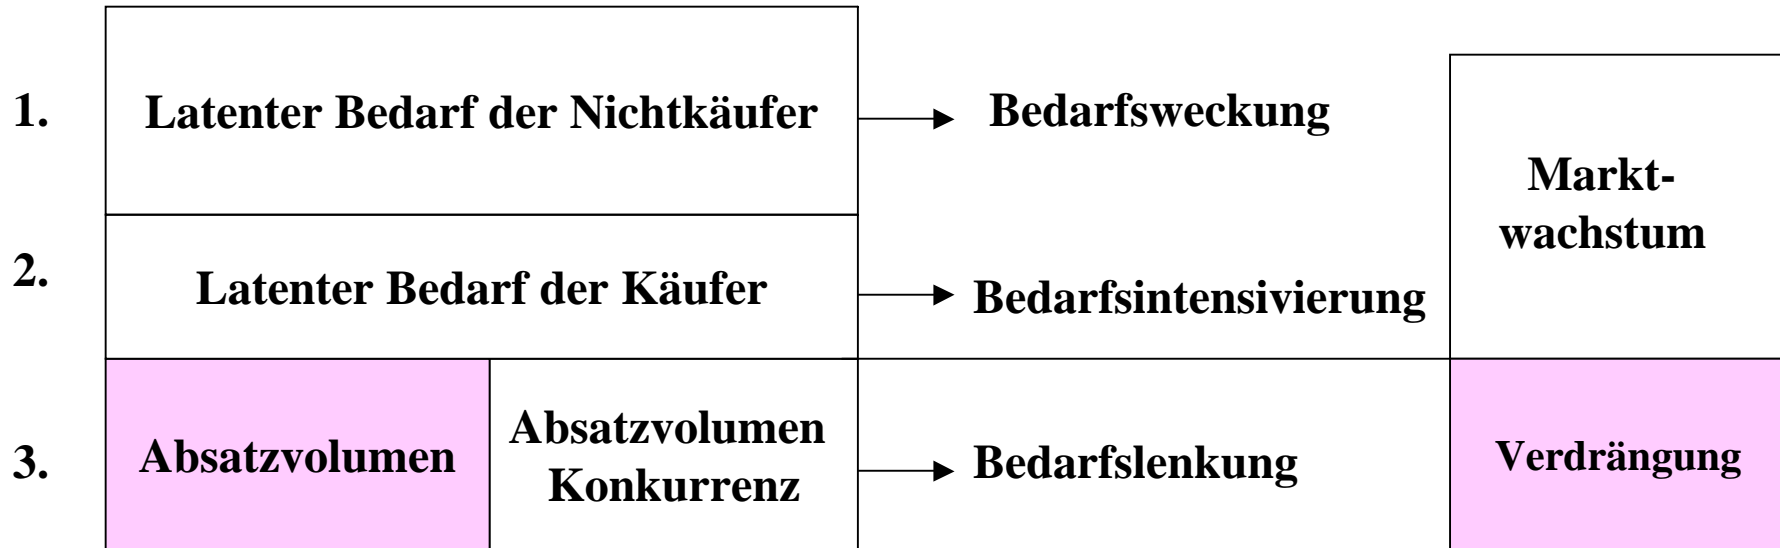 1.
Latenter Bedarf der Nichtkäufer
Bedarfsweckung
Markt-
wachstum
2.
Latenter Bedarf der Käufer
Bedarfsintensivierung
3.
Absatzvolumen
Absatzvolumen
Konkurrenz
Bedarfslenkung
Verdrängung